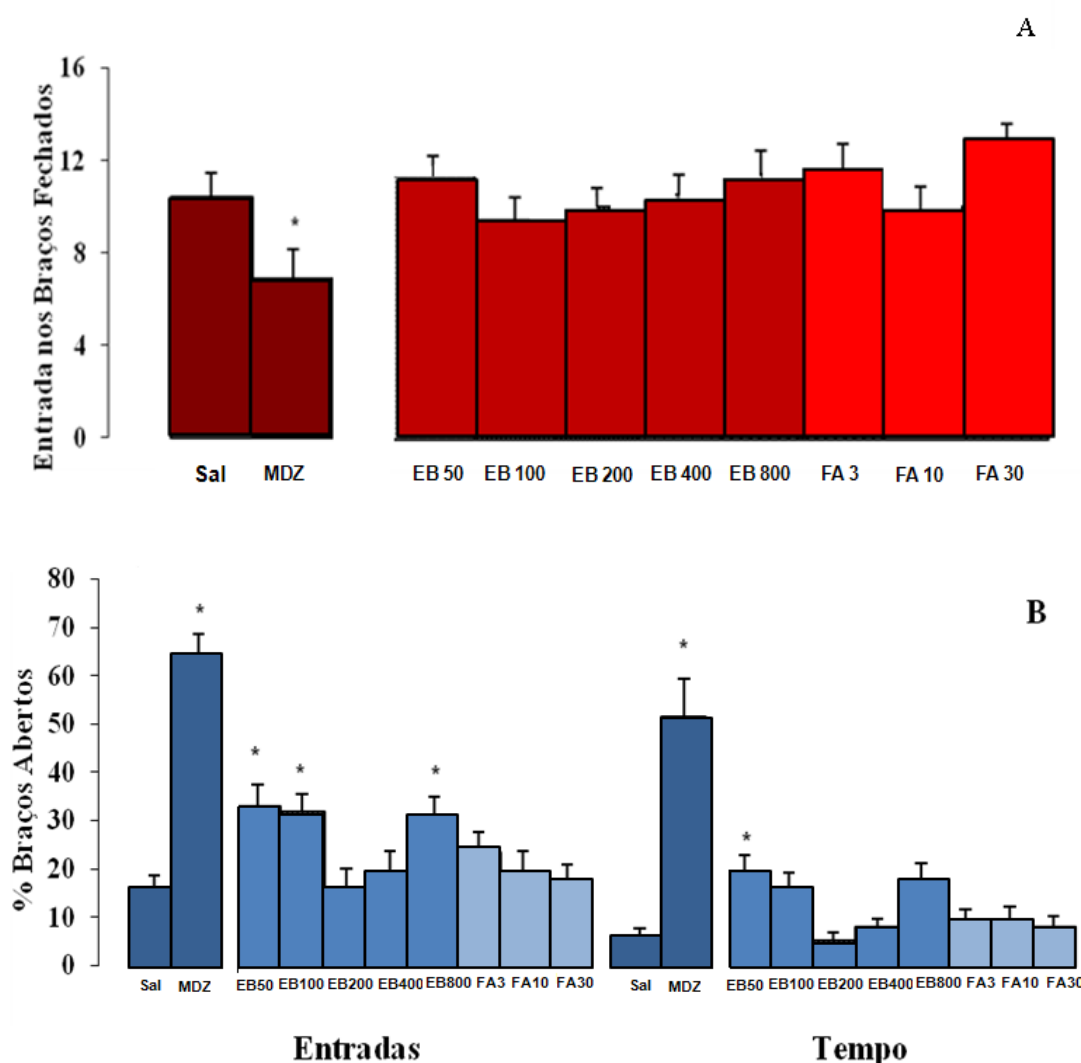 A
Entrada nos Braços Fechados
16
12
8
4
0
*
Sal MDZ EB 50 EB 100 EB 200 EB 400 EB 800 FA 3 FA 10 FA 30
B
% Braços Abertos
80
70
60
50
40
30
20
10
0
* * * * * *
Sal MDZ EB50 EB100 EB200 EB400 EB800 FA3 FA10 FA30 Sal MDZ EB50 EB100 EB200 EB400 EB800 FA3 FA10 FA30
Entradas Tempo